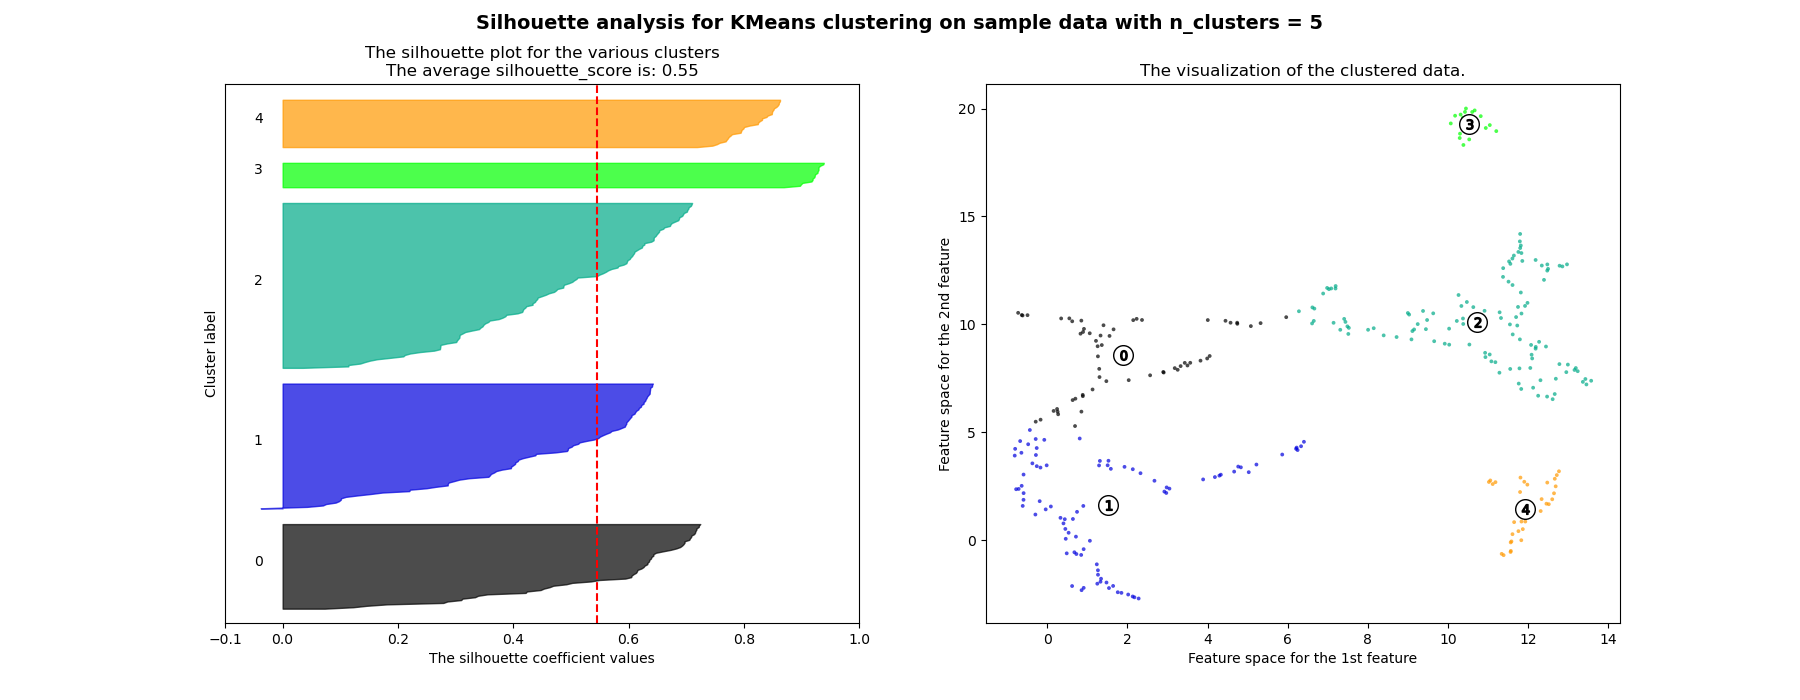 Silhouette analysis for KMeans clustering on sample data with n_clusters = 5
The silhouette plot for the various clusters
The average silhouette_score is: 0.55
4
3
2
1
0
Cluster label
−0.1 0.0 0.2 0.4 0.6 0.8 1.0
The silhouette coefficient values
The visualization of the clustered data.
20
15
10
5
0
Feature space for the 2nd feature
3
2
0
1
4
0 2 4 6 8 10 12 14
Feature space for the 1st feature